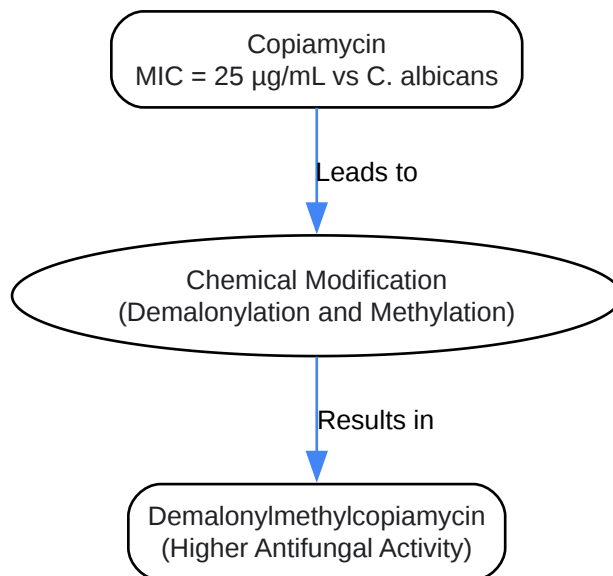 Copiamycin
MIC = 25 µg/mL vs C. albicans
Leads to
Chemical Modification
(Demalonylation and Methylation)
Results in
Demalonylmethylcopiamycin
(Higher Antifungal Activity)